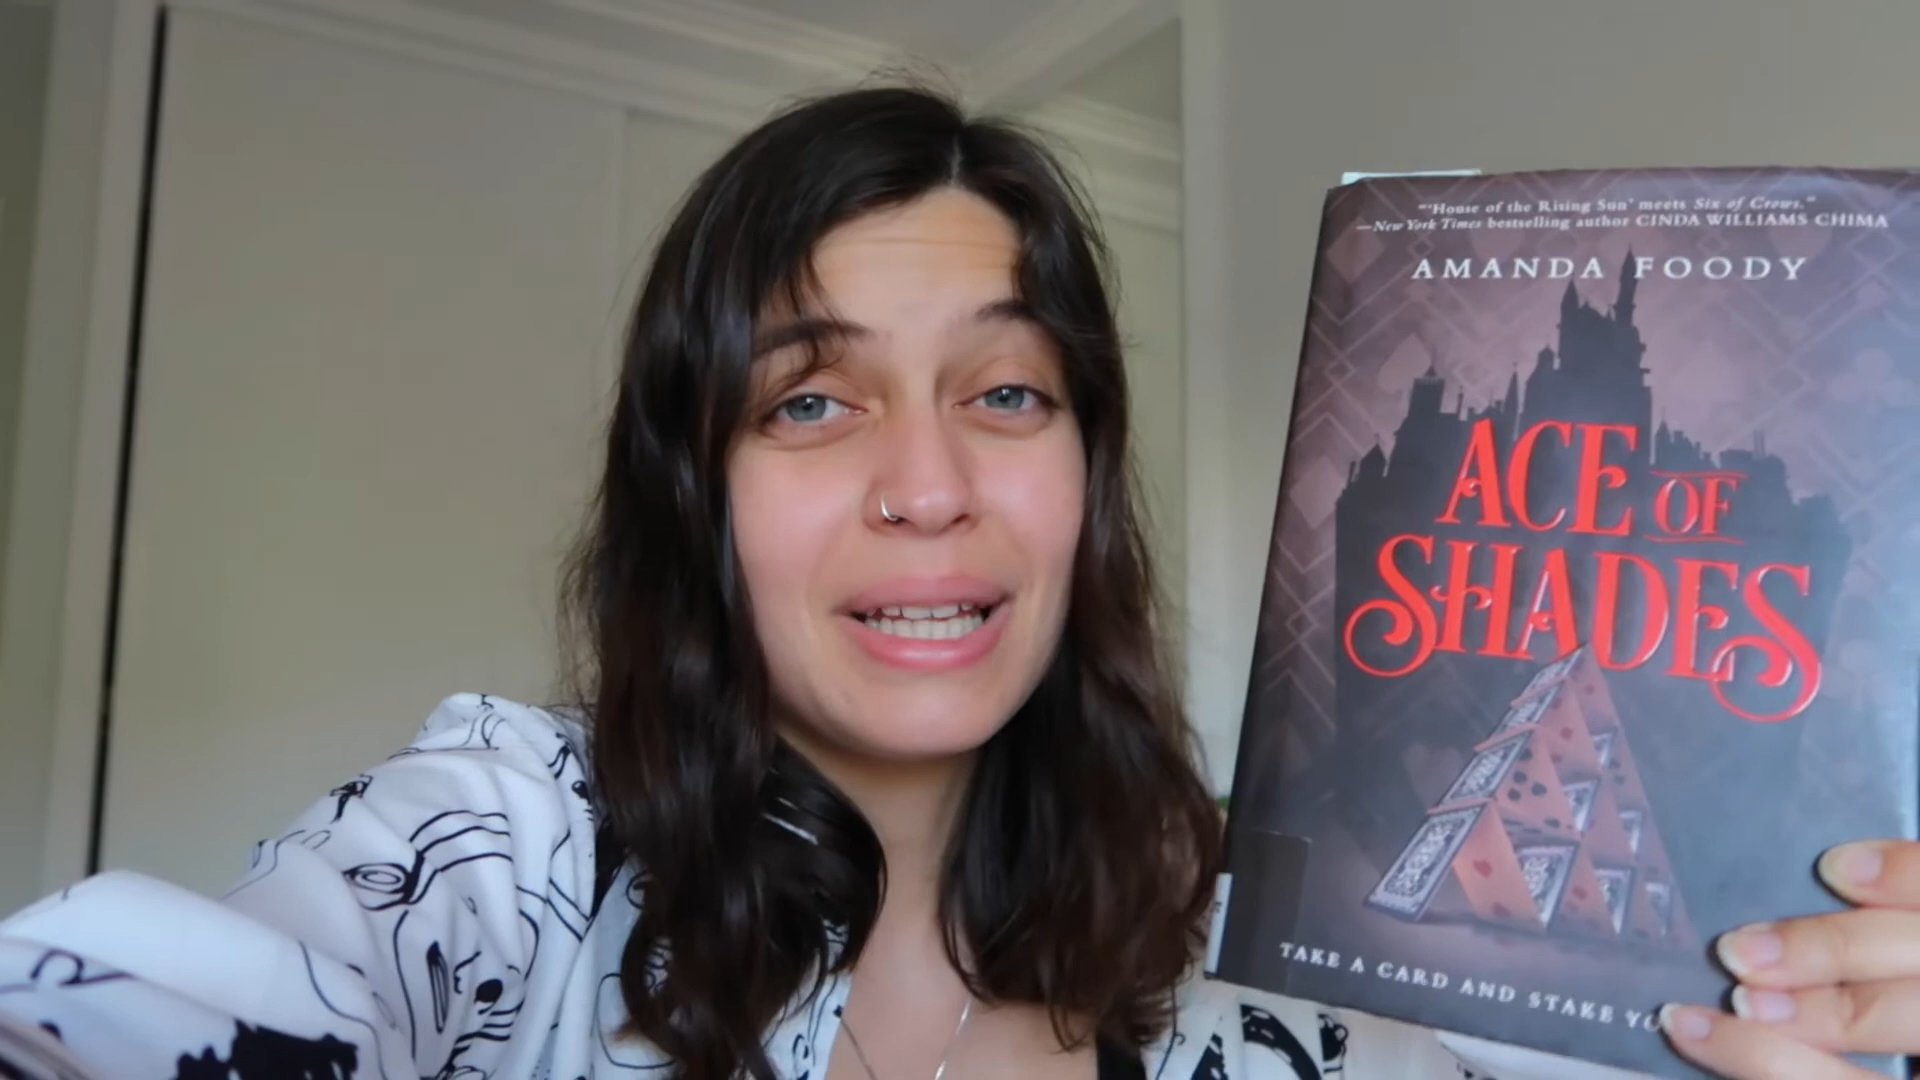 "'House of the Rising Sun' meets Six of Crows."
—New York Times bestselling author CINDA WILLIAMS CHIMA
AMANDA FOODY
ACE OF
SHADES
TAKE A CARD AND STAKE